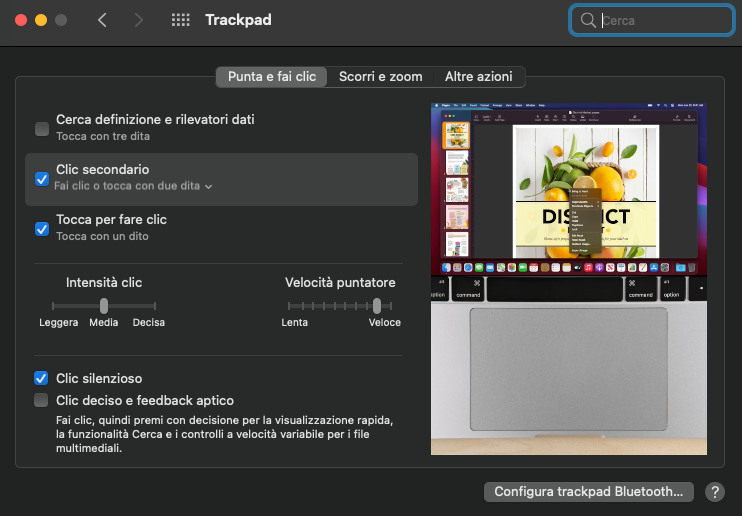 Trackpad
Cerca
Punta e fai clic
Scorri e zoom
Altre azioni
Cerca definizione e rilevatori dati
Tocca con tre dita
Clic secondario
Fai clic o tocca con due dita
Tocca per fare clic
Tocca con un dito
Intensità clic
Velocità puntatore
Leggera
Media
Decisa
Lenta
Veloce
Clic silenzioso
Clic deciso e feedback aptico
Fai clic, quindi premi con decisione per la visualizzazione rapida,
la funzionalità Cerca e i controlli a velocità variabile per i file
multimediali.
option
⌘
command
⌘
command
alt
option
Configura trackpad Bluetooth...
?